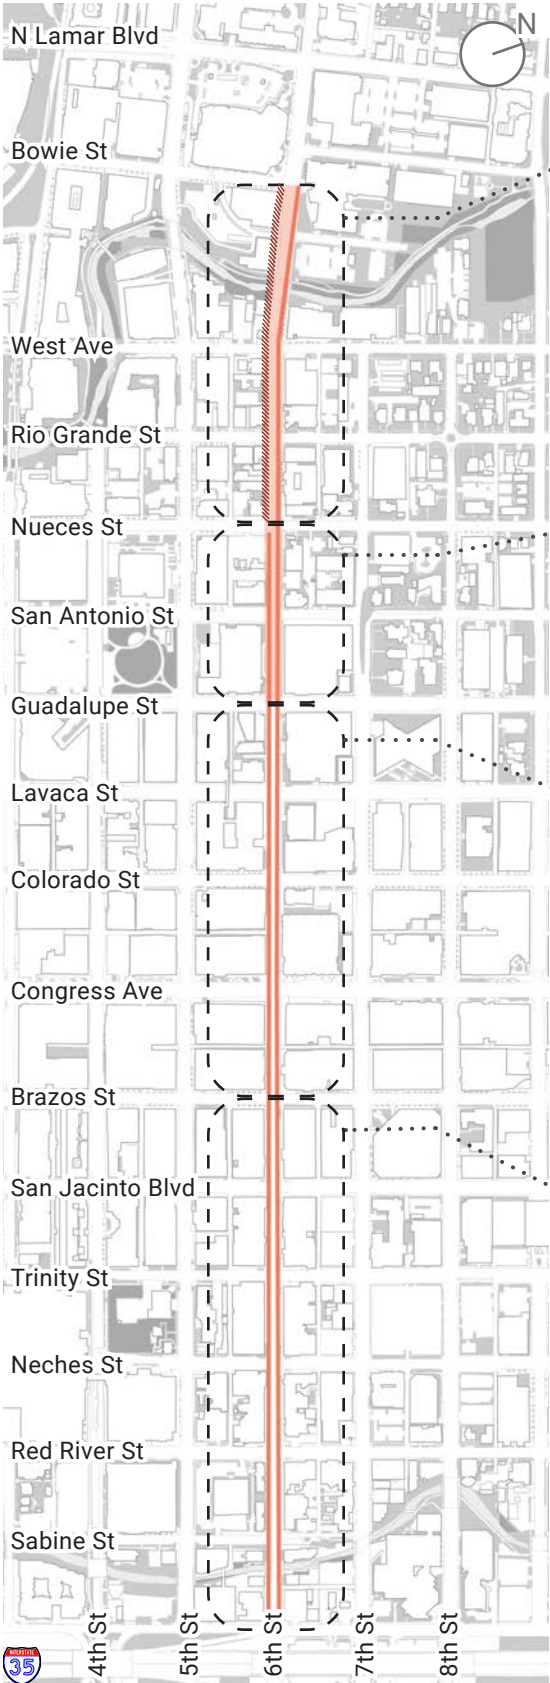 N Lamar Blvd
N
Bowie St
West Ave
Rio Grande St
Nueces St
San Antonio St
Guadalupe St
Lavaca St
Colorado St
Congress Ave
Brazos St
San Jacinto Blvd
Trinity St
Neches St
Red River St
Sabine St
4th St
5th St
6th St
7th St
8th St
INTERSTATE
35